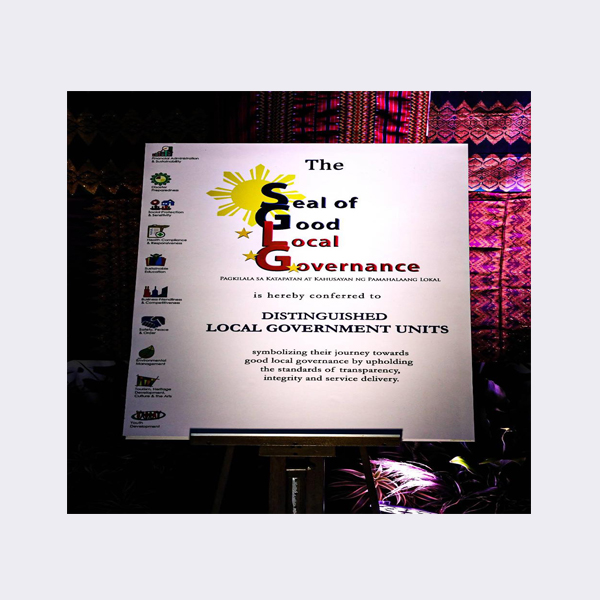 The
Seal of
Good
Local
Governance
PAGKILALA SA KATAPATAN AT KAHUSAYAN NG PAMAHALAANG LOKAL
is hereby conferred to
DISTINGUISHED
LOCAL GOVERNMENT UNITS
symbolizing their journey towards
good local governance by upholding
the standards of transparency,
integrity and service delivery.
Financial Administration
& Sustainability
Disaster
Preparedness
Social Protection
& Sensitivity
Health Compliance
& Responsiveness
Sustainable
Education
Business Friendliness
& Competitiveness
Safety, Peace
& Order
Environmental
Management
Tourism, Heritage
Development,
Culture & the Arts
Youth
Development